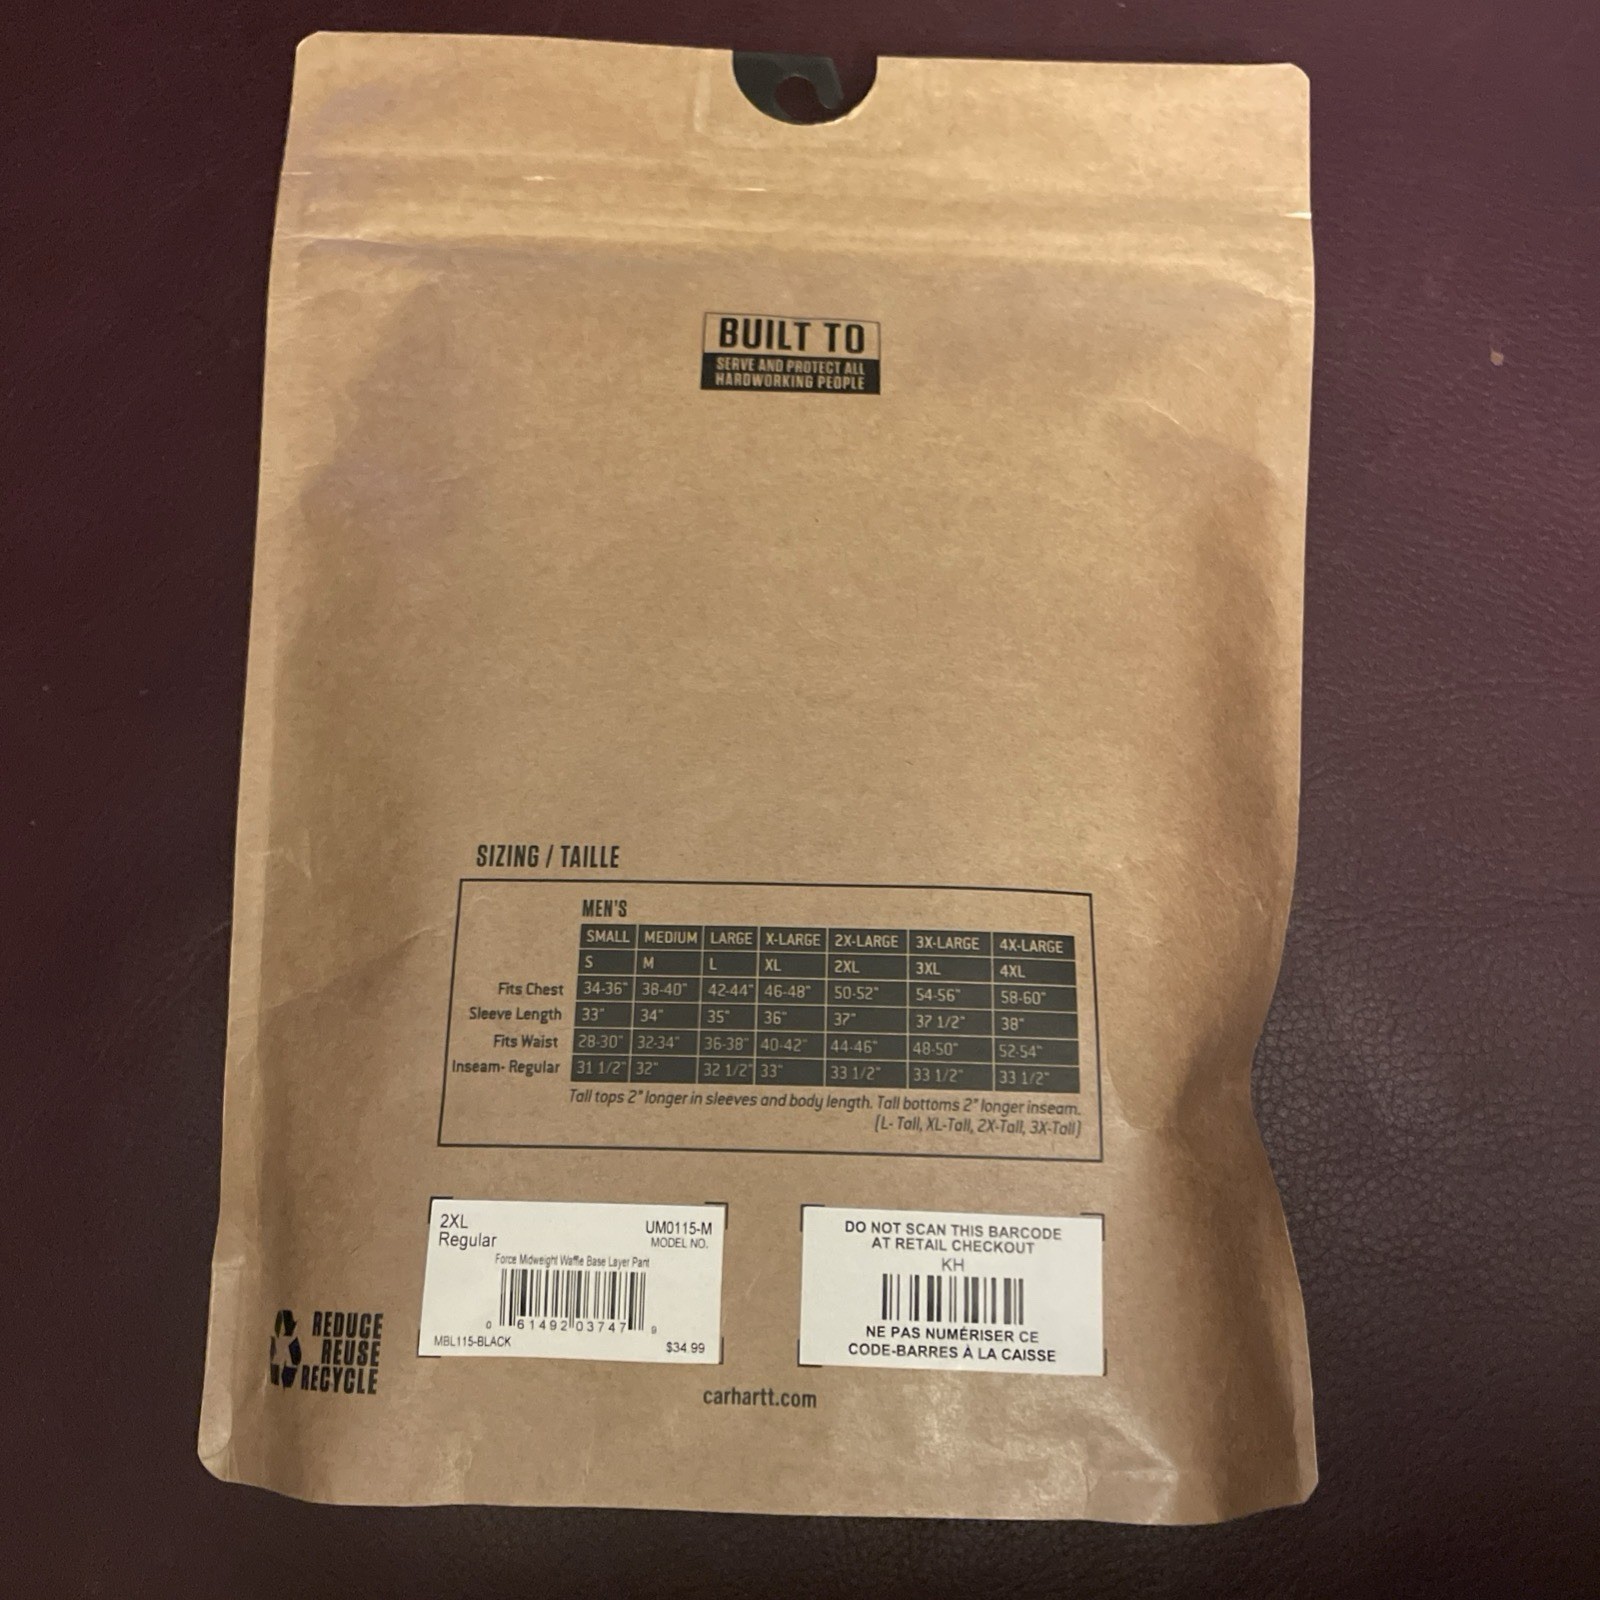 BUILT TO
SERVE AND PROTECT ALL
HARDWORKING PEOPLE
SIZING / TAILLE
MEN'S
SMALL MEDIUM LARGE X-LARGE 2X-LARGE 3X-LARGE 4X-LARGE
S M L XL 2XL 3XL 4XL
Fits Chest 34-36" 38-40" 42-44" 46-48" 50-52" 54-56" 58-60"
Sleeve Length 33" 34" 35" 36" 37" 37 1/2" 38"
Fits Waist 28-30" 32-34" 36-38" 40-42" 44-46" 48-50" 52-54"
Inseam- Regular 31 1/2" 32" 32 1/2" 33" 33 1/2" 33 1/2" 33 1/2"
Tall tops 2" longer in sleeves and body length. Tall bottoms 2" longer inseam.
(L- Tall, XL-Tall, 2X-Tall, 3X-Tall)
2XL UM0115-M
Regular MODEL NO.
Force Midweight Waffle Base Layer Pant
0 61492 03747 9
MBL115-BLACK $34.99
DO NOT SCAN THIS BARCODE
AT RETAIL CHECKOUT
KH
NE PAS NUMÉRISER CE
CODE-BARRES À LA CAISSE
REDUCE
REUSE
RECYCLE
carhartt.com